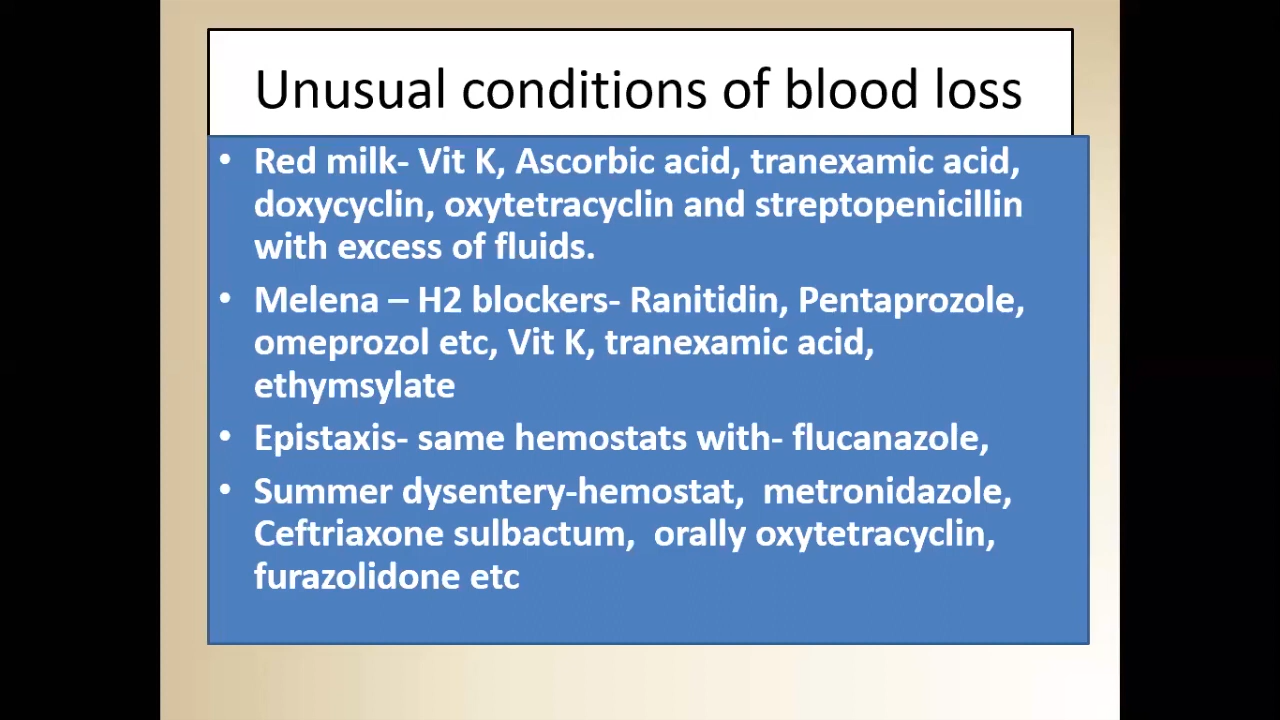 Unusual conditions of blood loss
• Red milk- Vit K, Ascorbic acid, tranexamic acid,
doxycyclin, oxytetracyclin and streptopenicillin
with excess of fluids.
• Melena – H2 blockers- Ranitidin, Pentaprozole,
omeprozol etc, Vit K, tranexamic acid,
ethymsylate
• Epistaxis- same hemostats with- flucanazole,
• Summer dysentery-hemostat,  metronidazole,
Ceftriaxone sulbactum,  orally oxytetracyclin,
furazolidone etc